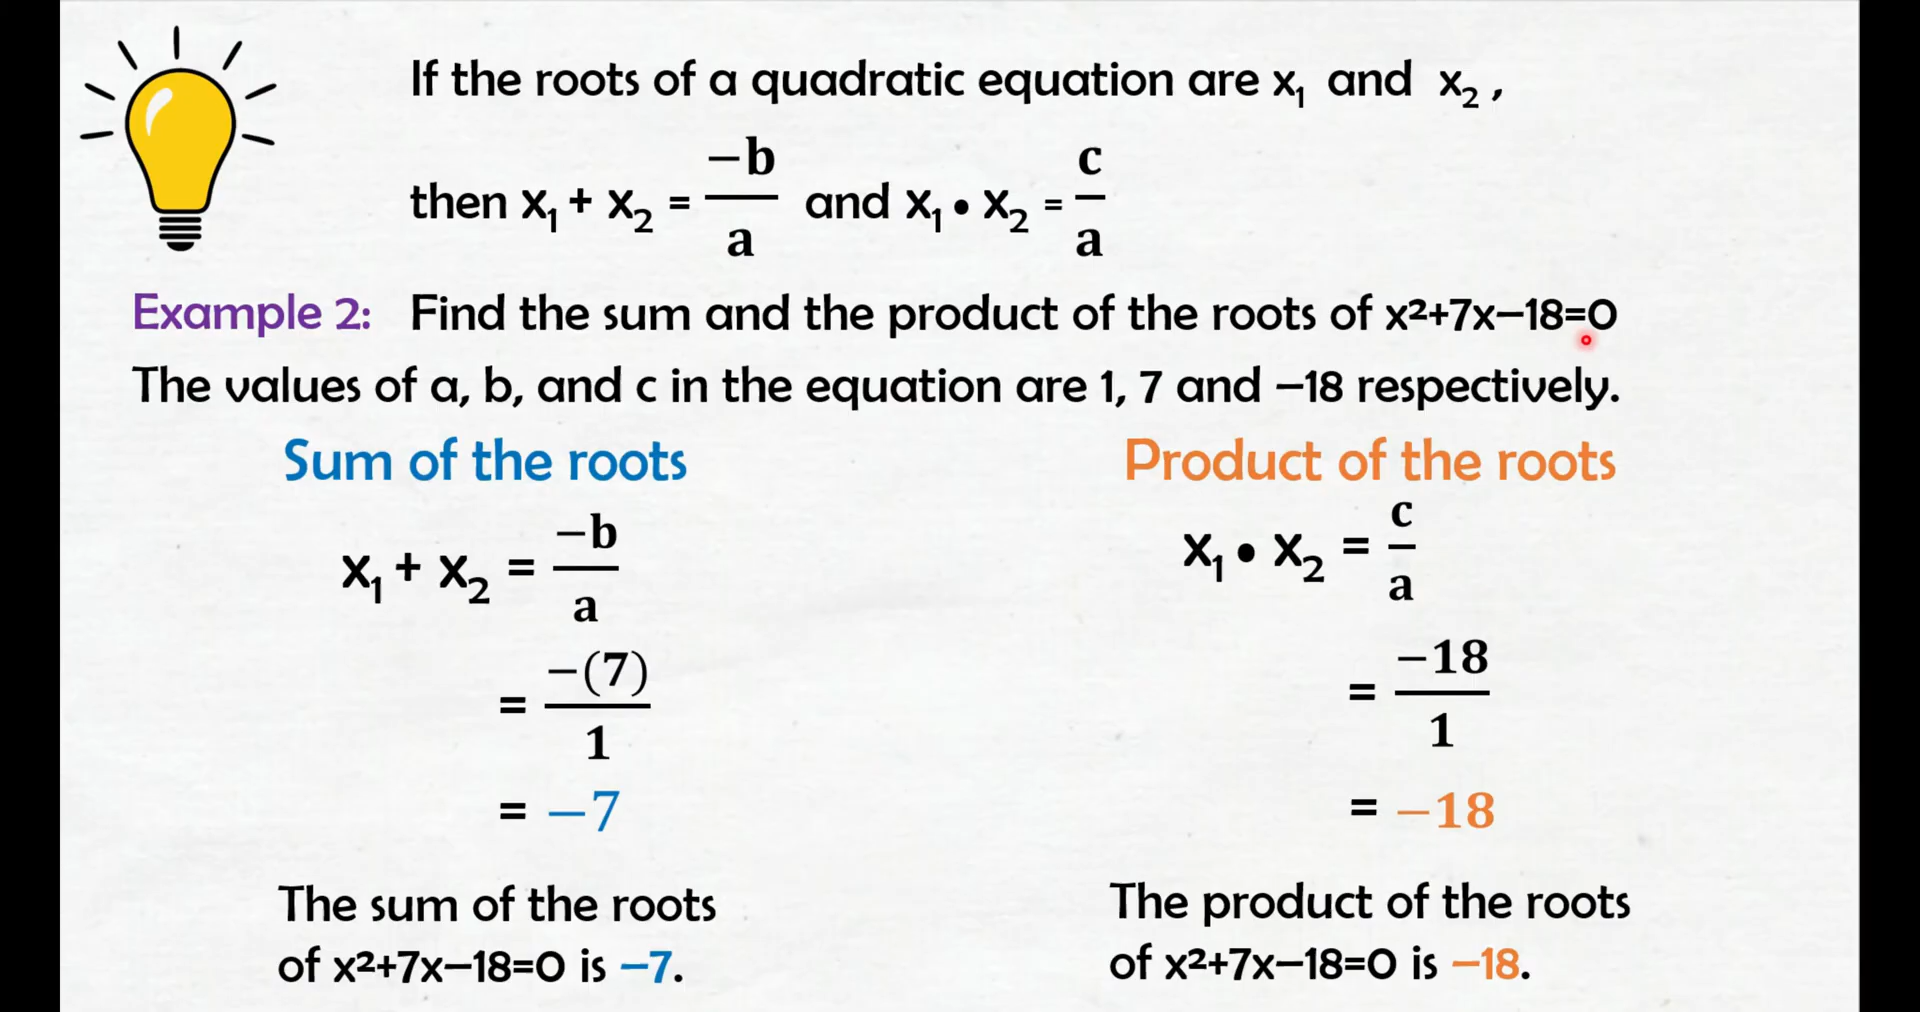 If the roots of a quadratic equation are x₁ and x₂ ,
then x₁ + x₂ = −b/a and x₁ • x₂ = c/a
Example 2: Find the sum and the product of the roots of x²+7x−18=0
The values of a, b, and c in the equation are 1, 7 and −18 respectively.
Sum of the roots
x₁ + x₂ = −b/a
= −(7)/1
= −7
The sum of the roots
of x²+7x−18=0 is −7.
Product of the roots
x₁ • x₂ = c/a
= −18/1
= −18
The product of the roots
of x²+7x−18=0 is −18.